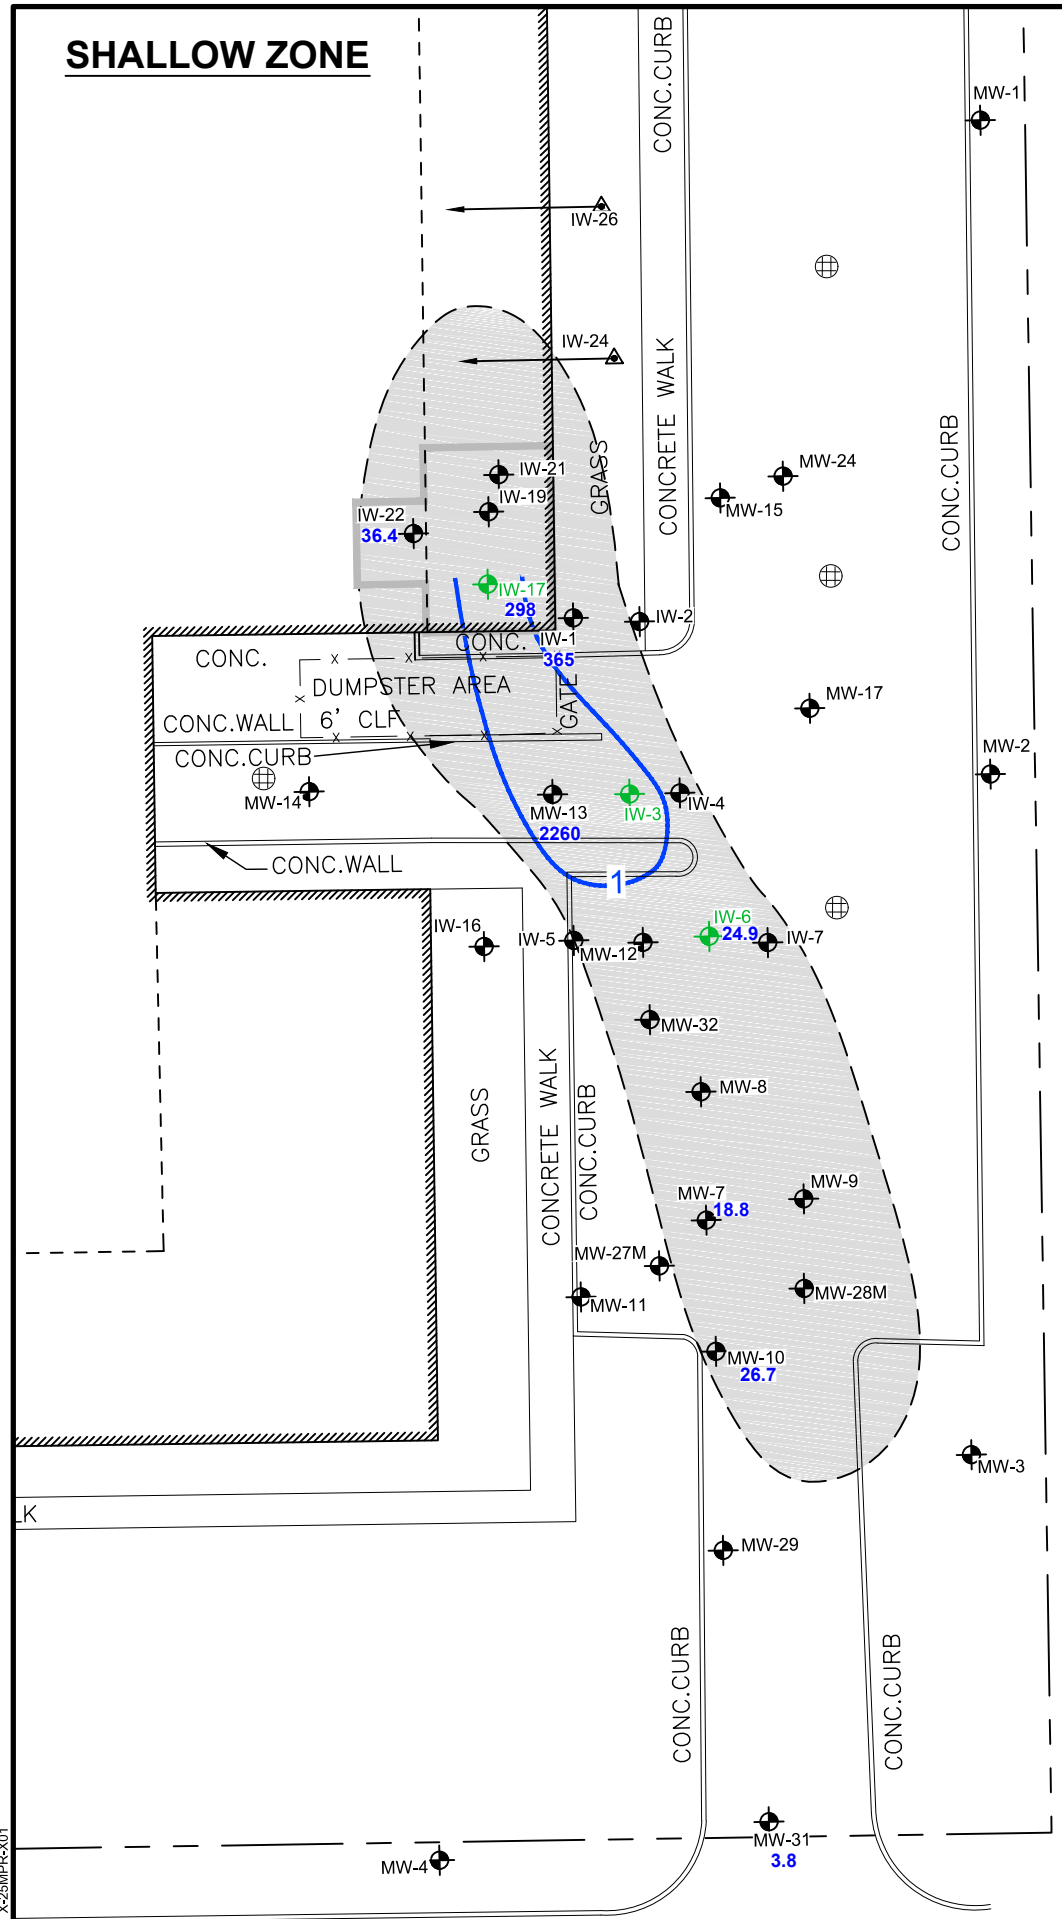 SHALLOW ZONE
CONC.CURB
MW-1
IW-26
IW-24
CONCRETE WALK
GRASS
CONC.CURB
IW-21
MW-24
IW-19
MW-15
IW-22
36.4
IW-17
298
IW-2
IW-1
365
CONC.
CONC.
DUMPSTER AREA
GATE
6' CLF
CONC.WALL
CONC.CURB
MW-17
MW-2
MW-14
MW-13
2260
IW-3
IW-4
CONC.WALL
1
IW-16
IW-5
MW-12
IW-6
24.9
IW-7
MW-32
MW-8
GRASS
CONCRETE WALK
CONC.CURB
MW-7
18.8
MW-9
MW-27M
MW-28M
MW-11
MW-10
26.7
MW-3
LK
MW-29
CONC.CURB
CONC.CURB
MW-31
3.8
MW-4
X-25MPR-X01